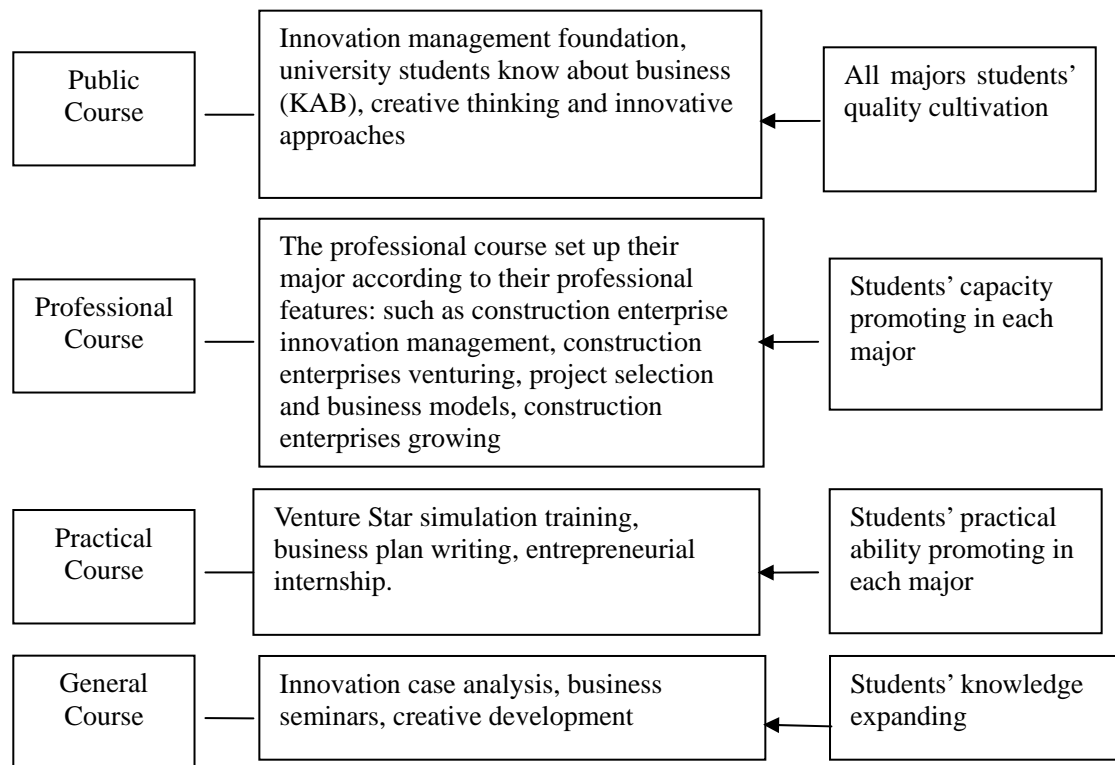 Public
Course
Innovation management foundation,
university students know about business
(KAB), creative thinking and innovative
approaches
All majors students’
quality cultivation
Professional
Course
The professional course set up their
major according to their professional
features: such as construction enterprise
innovation management, construction
enterprises venturing, project selection
and business models, construction
enterprises growing
Students’ capacity
promoting in each
major
Practical
Course
Venture Star simulation training,
business plan writing, entrepreneurial
internship.
Students’ practical
ability promoting in
each major
General
Course
Innovation case analysis, business
seminars, creative development
Students’ knowledge
expanding